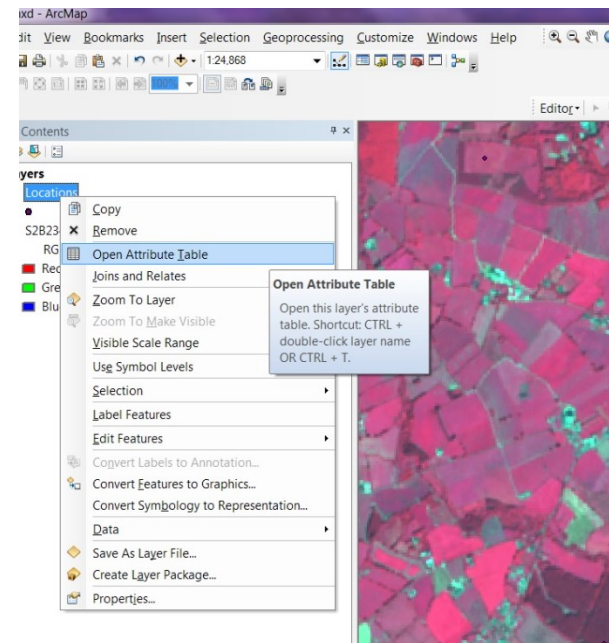 xd - ArcMap
dit View Bookmarks Insert Selection Geoprocessing Customize Windows Help
1:24,868
100%
Editor
Contents
yers
Locations
S2B23
RG
Red
Gre
Blu
Copy
Remove
Open Attribute Table
Joins and Relates
Zoom To Layer
Zoom To Make Visible
Visible Scale Range
Use Symbol Levels
Selection
Label Features
Edit Features
Convert Labels to Annotation...
Convert Features to Graphics...
Convert Symbology to Representation...
Data
Save As Layer File...
Create Layer Package...
Properties...
Open Attribute Table
Open this layer's attribute
table. Shortcut: CTRL +
double-click layer name
OR CTRL + T.